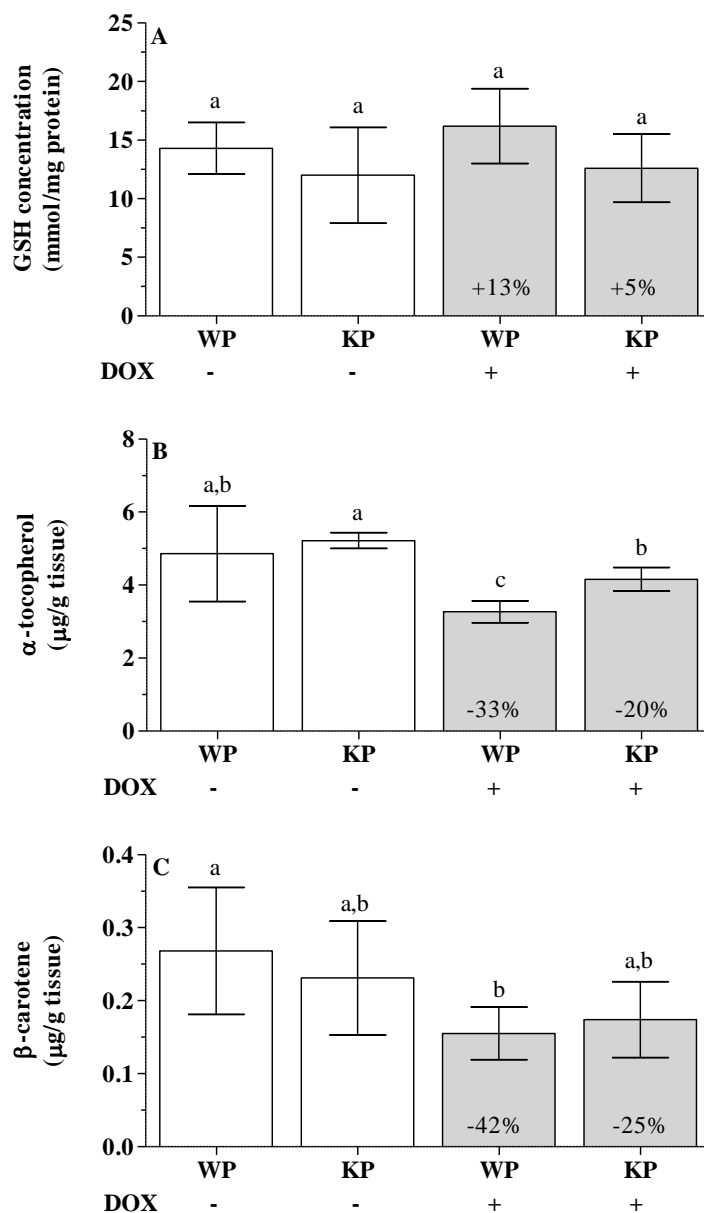 A
GSH concentration
(mmol/mg protein)
25
20
15
10
5
0
a a a a
+13% +5%
WP KP WP KP
DOX - - + +
B
α-tocopherol
(µg/g tissue)
8
6
4
2
0
a,b a c b
-33% -20%
WP KP WP KP
DOX - - + +
C
β-carotene
(µg/g tissue)
0.4
0.3
0.2
0.1
0.0
a a,b b a,b
-42% -25%
WP KP WP KP
DOX - - + +